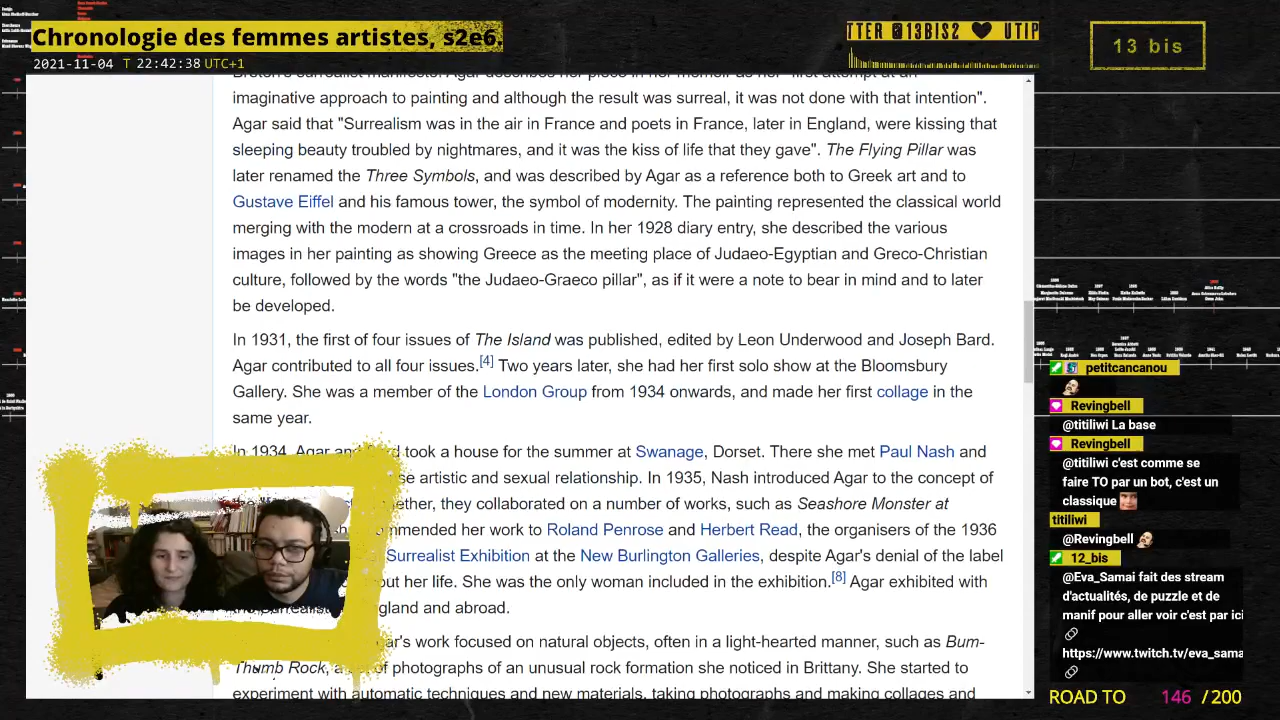 Chronologie des femmes artistes, s2e6
2021-11-04 T 22:42:38 UTC+1
TTER @13BIS2 ♥ UTIP
13 bis
imaginative approach to painting and although the result was surreal, it was not done with that intention".
Agar said that "Surrealism was in the air in France and poets in France, later in England, were kissing that
sleeping beauty troubled by nightmares, and it was the kiss of life that they gave". The Flying Pillar was
later renamed the Three Symbols, and was described by Agar as a reference both to Greek art and to
Gustave Eiffel and his famous tower, the symbol of modernity. The painting represented the classical world
merging with the modern at a crossroads in time. In her 1928 diary entry, she described the various
images in her painting as showing Greece as the meeting place of Judaeo-Egyptian and Greco-Christian
culture, followed by the words "the Judaeo-Graeco pillar", as if it were a note to bear in mind and to later
be developed.
In 1931, the first of four issues of The Island was published, edited by Leon Underwood and Joseph Bard.
Agar contributed to all four issues.[4] Two years later, she had her first solo show at the Bloomsbury
Gallery. She was a member of the London Group from 1934 onwards, and made her first collage in the
same year.
In 1934, Agar and took a house for the summer at Swanage, Dorset. There she met Paul Nash and
artistic and sexual relationship. In 1935, Nash introduced Agar to the concept of
they collaborated on a number of works, such as Seashore Monster at
her work to Roland Penrose and Herbert Read, the organisers of the 1936
Surrealist Exhibition at the New Burlington Galleries, despite Agar's denial of the label
her life. She was the only woman included in the exhibition.[8] Agar exhibited with
and abroad.
work focused on natural objects, often in a light-hearted manner, such as Bum-
Thumb Rock, of photographs of an unusual rock formation she noticed in Brittany. She started to
experiment with automatic techniques and new materials, taking photographs and making collages and
petitcancanou
Revingbell
@titiliwi La base
Revingbell
@titiliwi c'est comme se
faire TO par un bot, c'est un
classique
titiliwi
@Revingbell
12_bis
@Eva_Samai fait des stream
d'actualités, de puzzle et de
manif pour aller voir c'est par ici
https://www.twitch.tv/eva_sama
ROAD TO 146 / 200